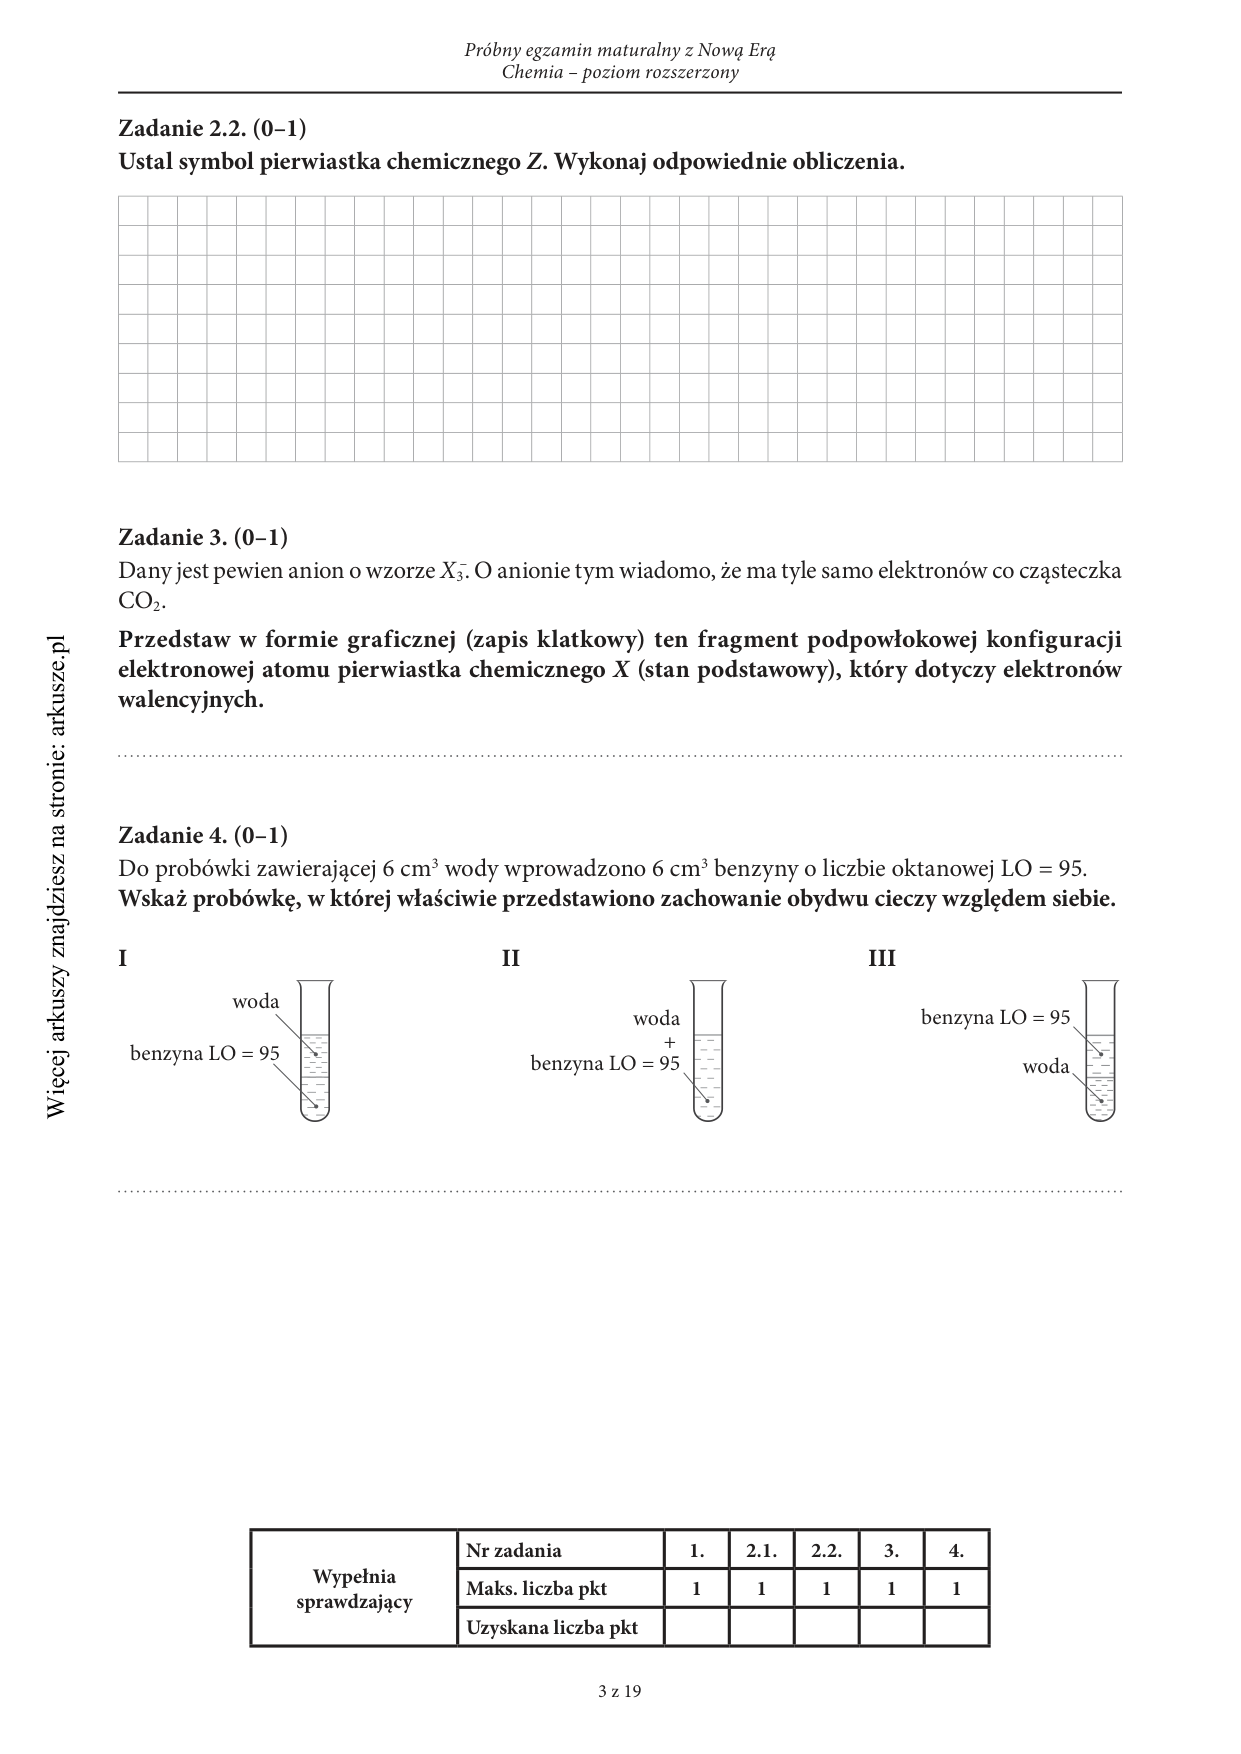 Próbny egzamin maturalny z Nową Erą
Chemia – poziom rozszerzony
Zadanie 2.2. (0–1)
Ustal symbol pierwiastka chemicznego Z. Wykonaj odpowiednie obliczenia.
Zadanie 3. (0–1)
Dany jest pewien anion o wzorze X₃⁻. O anionie tym wiadomo, że ma tyle samo elektronów co cząsteczka
CO₂.
Przedstaw w formie graficznej (zapis klatkowy) ten fragment podpowłokowej konfiguracji
elektronowej atomu pierwiastka chemicznego X (stan podstawowy), który dotyczy elektronów
walencyjnych.
Zadanie 4. (0–1)
Do probówki zawierającej 6 cm³ wody wprowadzono 6 cm³ benzyny o liczbie oktanowej LO = 95.
Wskaż probówkę, w której właściwie przedstawiono zachowanie obydwu cieczy względem siebie.
I
woda
benzyna LO = 95
II
woda
+
benzyna LO = 95
III
benzyna LO = 95
woda
Wypełnia
sprawdzający
Nr zadania 1. 2.1. 2.2. 3. 4.
Maks. liczba pkt 1 1 1 1 1
Uzyskana liczba pkt
3 z 19
Więcej arkuszy znajdziesz na stronie: arkusze.pl